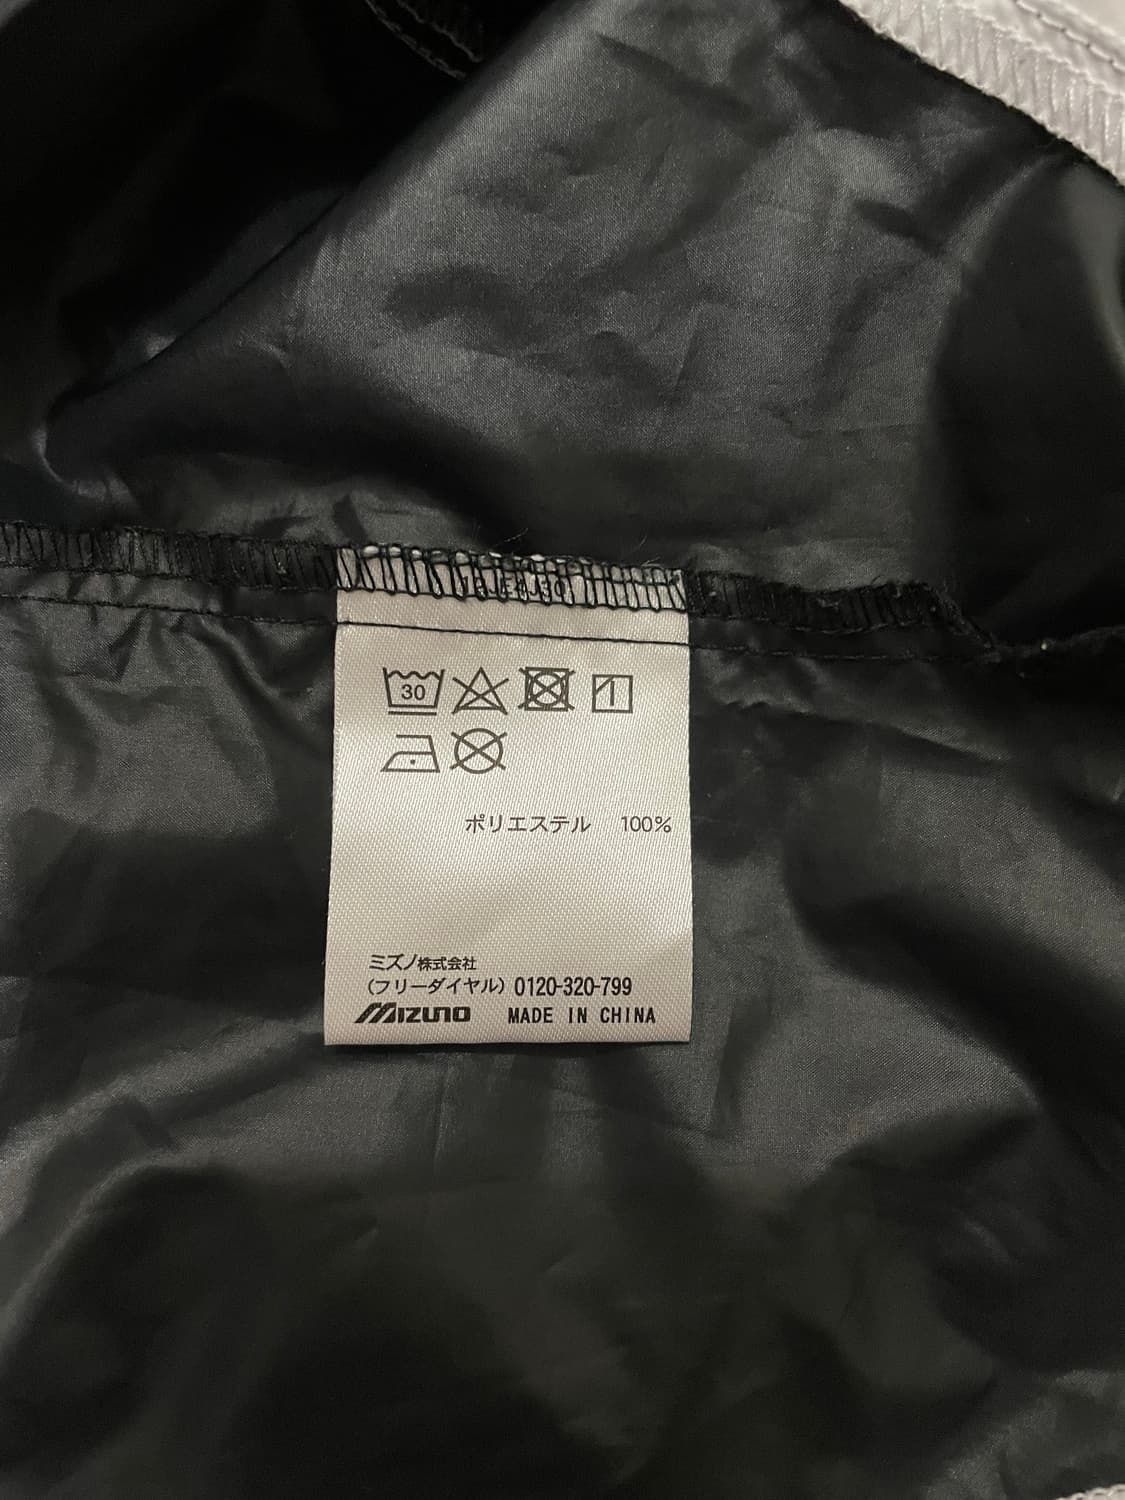 30
ポリエステル 100%
ミズノ株式会社
(フリーダイヤル) 0120-320-799
MIZUNO MADE IN CHINA